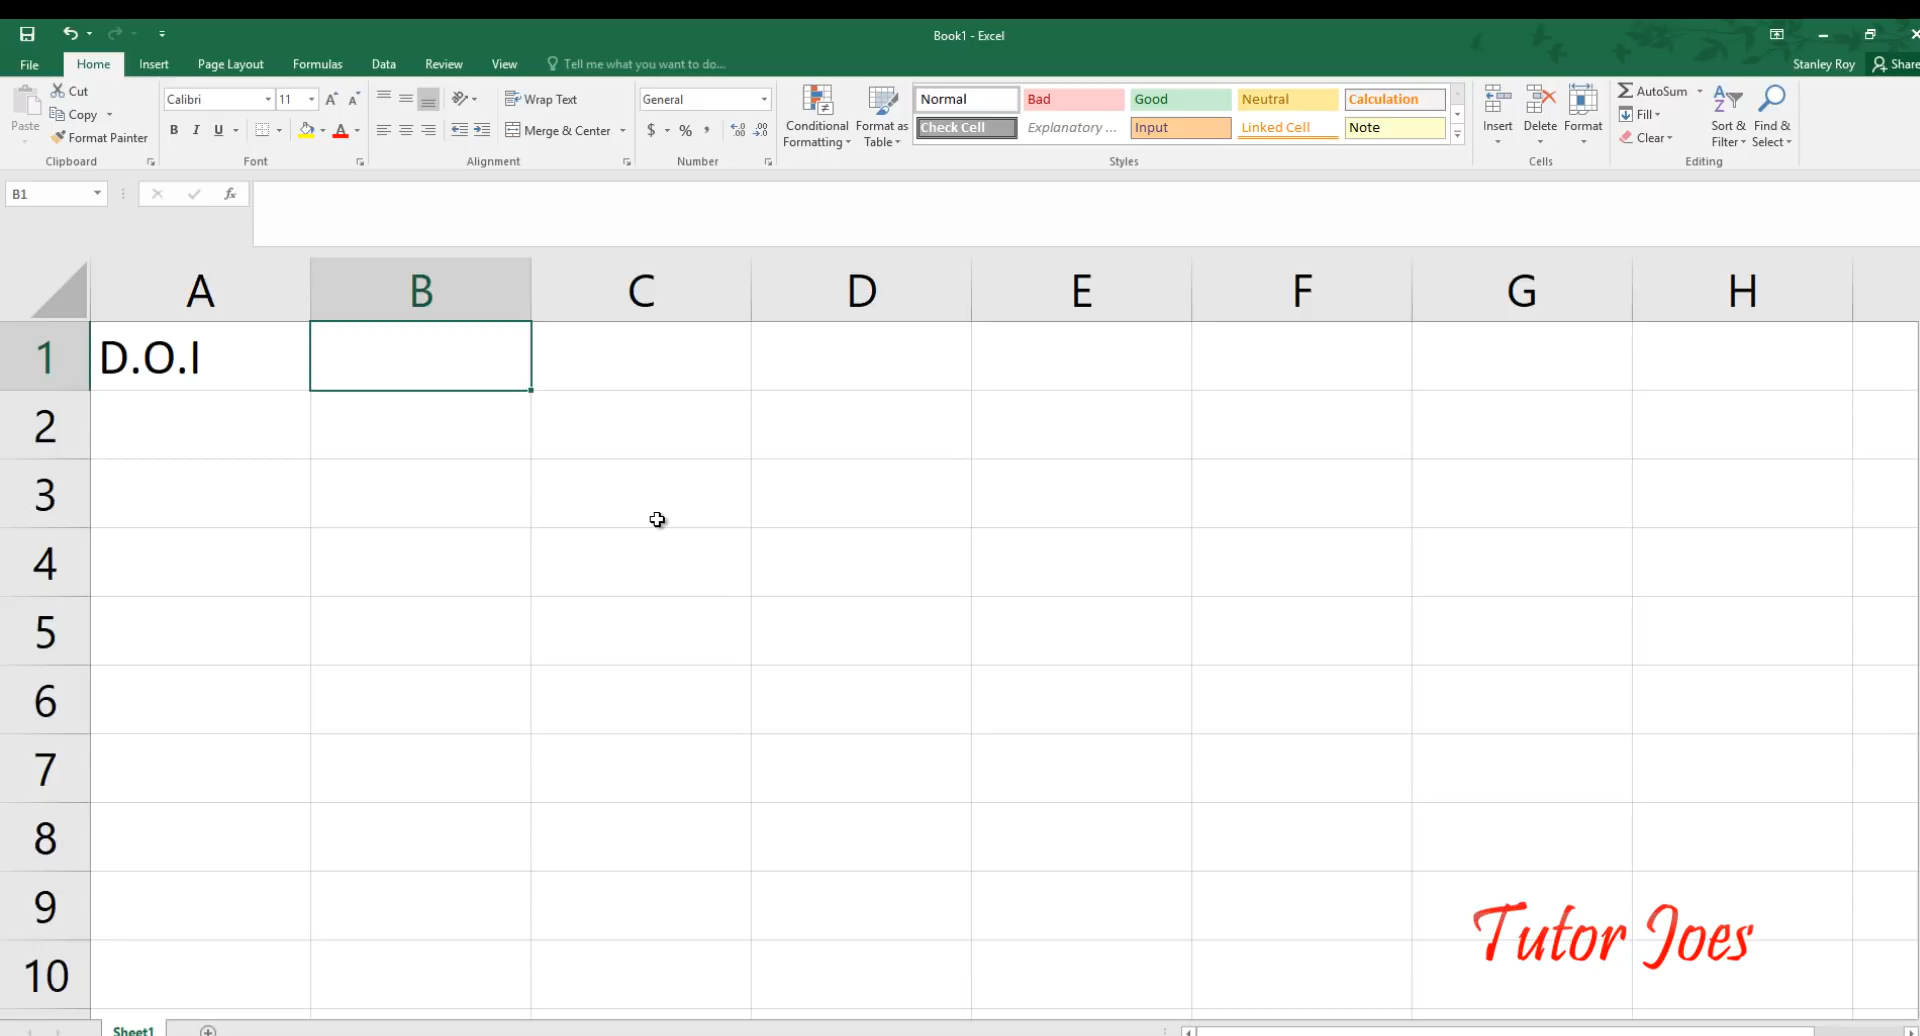 Book1 - Excel
File Home Insert Page Layout Formulas Data Review View Tell me what you want to do... Stanley Roy Share
Paste Cut Copy Format Painter
Clipboard
Calibri 11
B I U
Font
Wrap Text
Merge & Center
Alignment
General
$ % ,
Number
Conditional Formatting
Format as Table
Normal Bad Good Neutral Calculation
Check Cell Explanatory ... Input Linked Cell Note
Styles
Insert Delete Format
Cells
AutoSum
Fill
Clear
Sort & Filter
Find & Select
Editing
B1 fx
A B C D E F G H
1 D.O.I
2
3
4
5
6
7
8
9
10
Tutor Joes
Sheet1